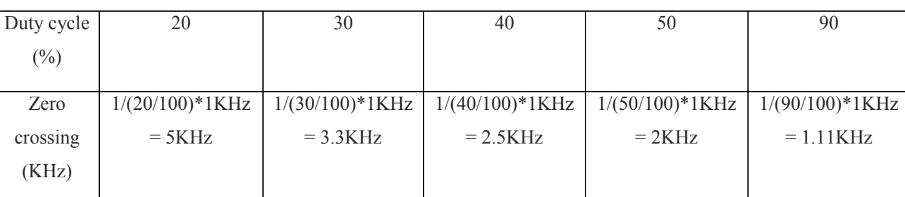 Duty cycle (%) 20 30 40 50 90
Zero crossing (KHz) 1/(20/100)*1KHz = 5KHz 1/(30/100)*1KHz = 3.3KHz 1/(40/100)*1KHz = 2.5KHz 1/(50/100)*1KHz = 2KHz 1/(90/100)*1KHz = 1.11KHz